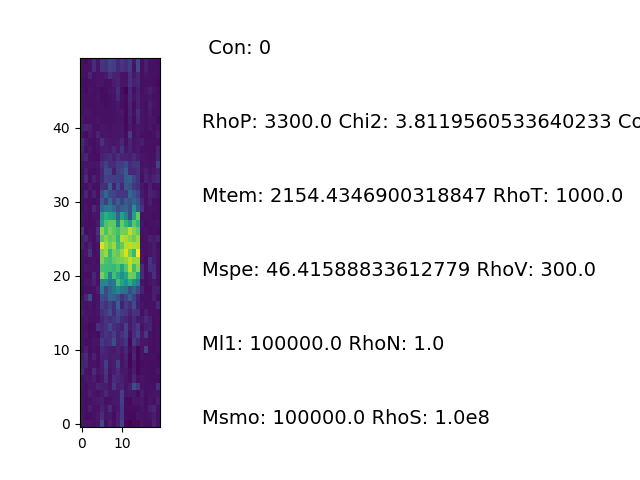 Con: 0
RhoP: 3300.0 Chi2: 3.8119560533640233 Co
Mtem: 2154.4346900318847 RhoT: 1000.0
Mspe: 46.41588833612779 RhoV: 300.0
Ml1: 100000.0 RhoN: 1.0
Msmo: 100000.0 RhoS: 1.0e8
40
30
20
10
0
0 10